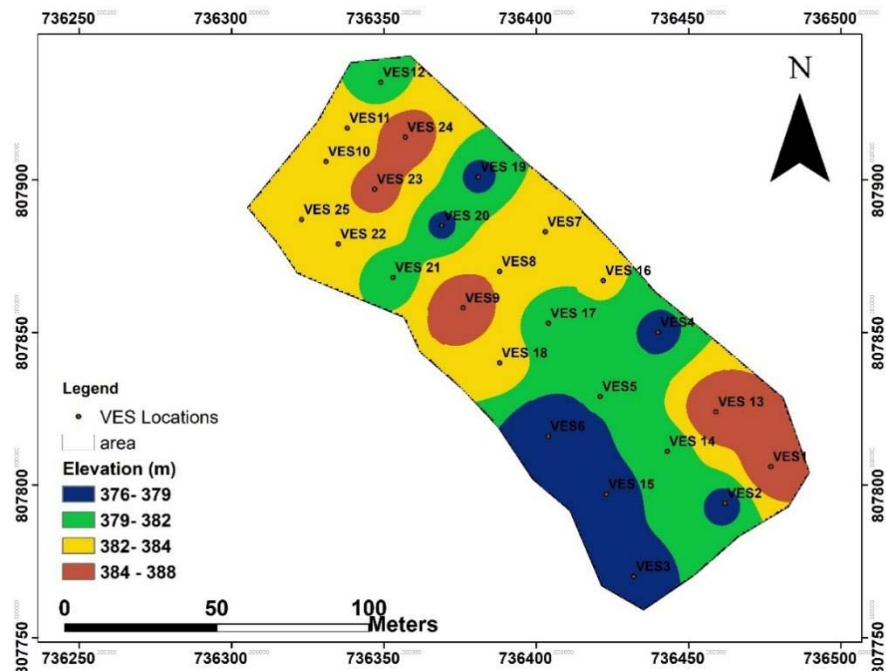 736250 736300 736350 736400 736450 736500
N
VES12
VES11
VES 24
VES10
VES 19
807900
807900
VES 23
VES 25
VES 20
VES7
VES 22
VES8
VES 21
VES 16
VES9
VES 17
VES4
807850
807850
VES 18
Legend
VES Locations
area
Elevation (m)
376- 379
379- 382
382- 384
384 - 388
VES5
VES 13
VES6
VES 14
VES1
VES 15
VES2
807800
807800
VES3
0 50 100
Meters
807750
807750
736250 736300 736350 736400 736450 736500